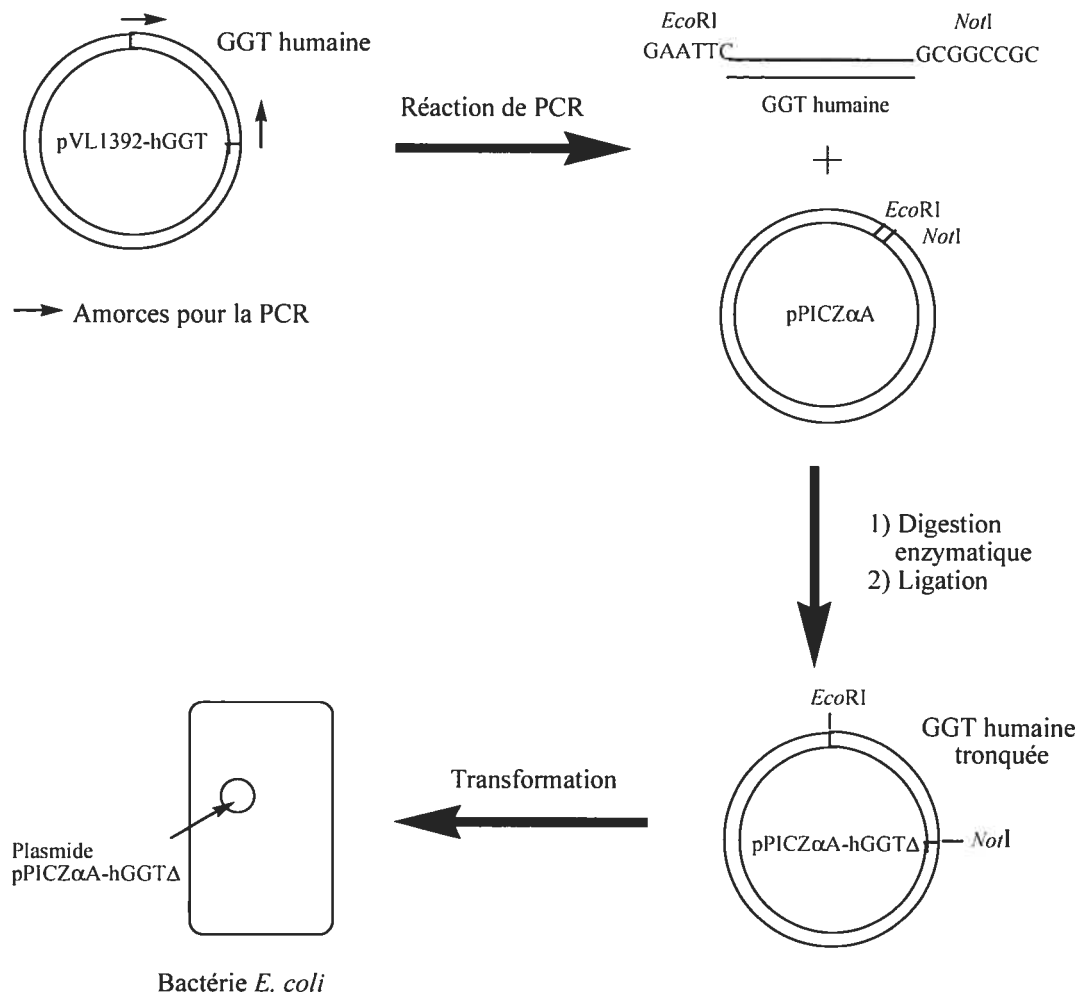 GGT humaine
pVL1392-hGGT
Amorces pour la PCR
Réaction de PCR
EcoRI
NotI
GAATTC
GCGGCCGC
GGT humaine
+
EcoRI
NotI
pPICZαA
1) Digestion
enzymatique
2) Ligation
EcoRI
GGT humaine
tronquée
pPICZαA-hGGTΔ
NotI
Transformation
Plasmide
pPICZαA-hGGTΔ
Bactérie E. coli